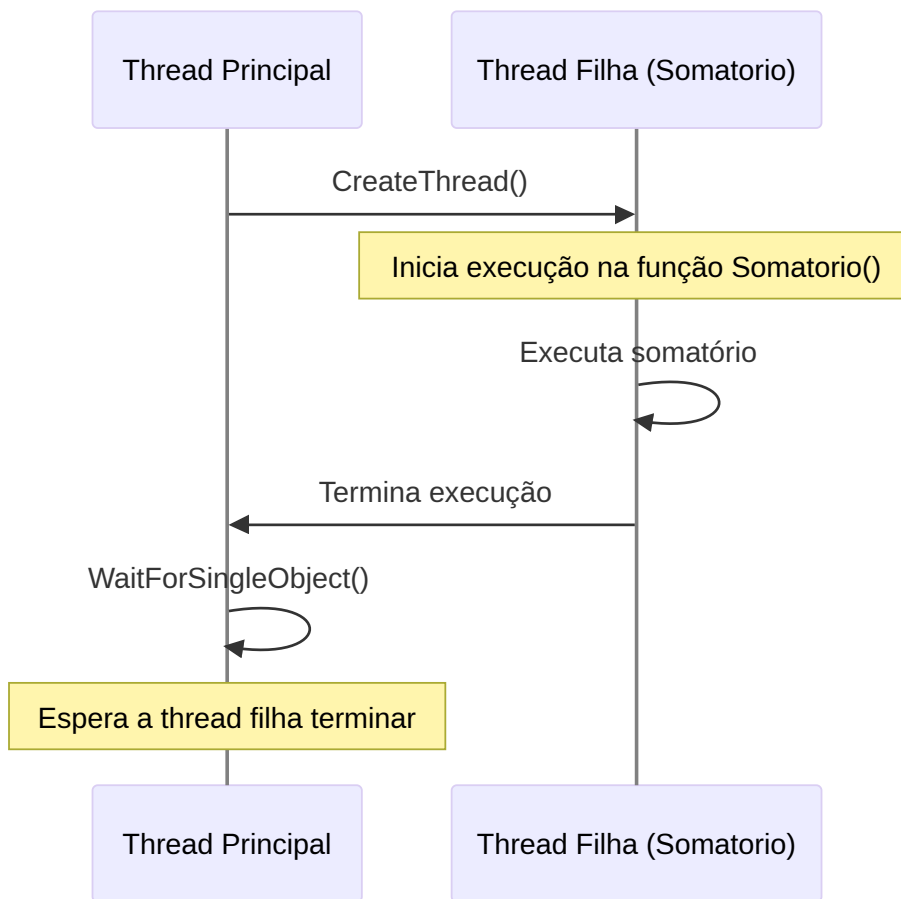 Thread Principal
Thread Filha (Somatorio)
CreateThread()
Inicia execução na função Somatorio()
Executa somatório
Termina execução
WaitForSingleObject()
Espera a thread filha terminar
Thread Principal
Thread Filha (Somatorio)